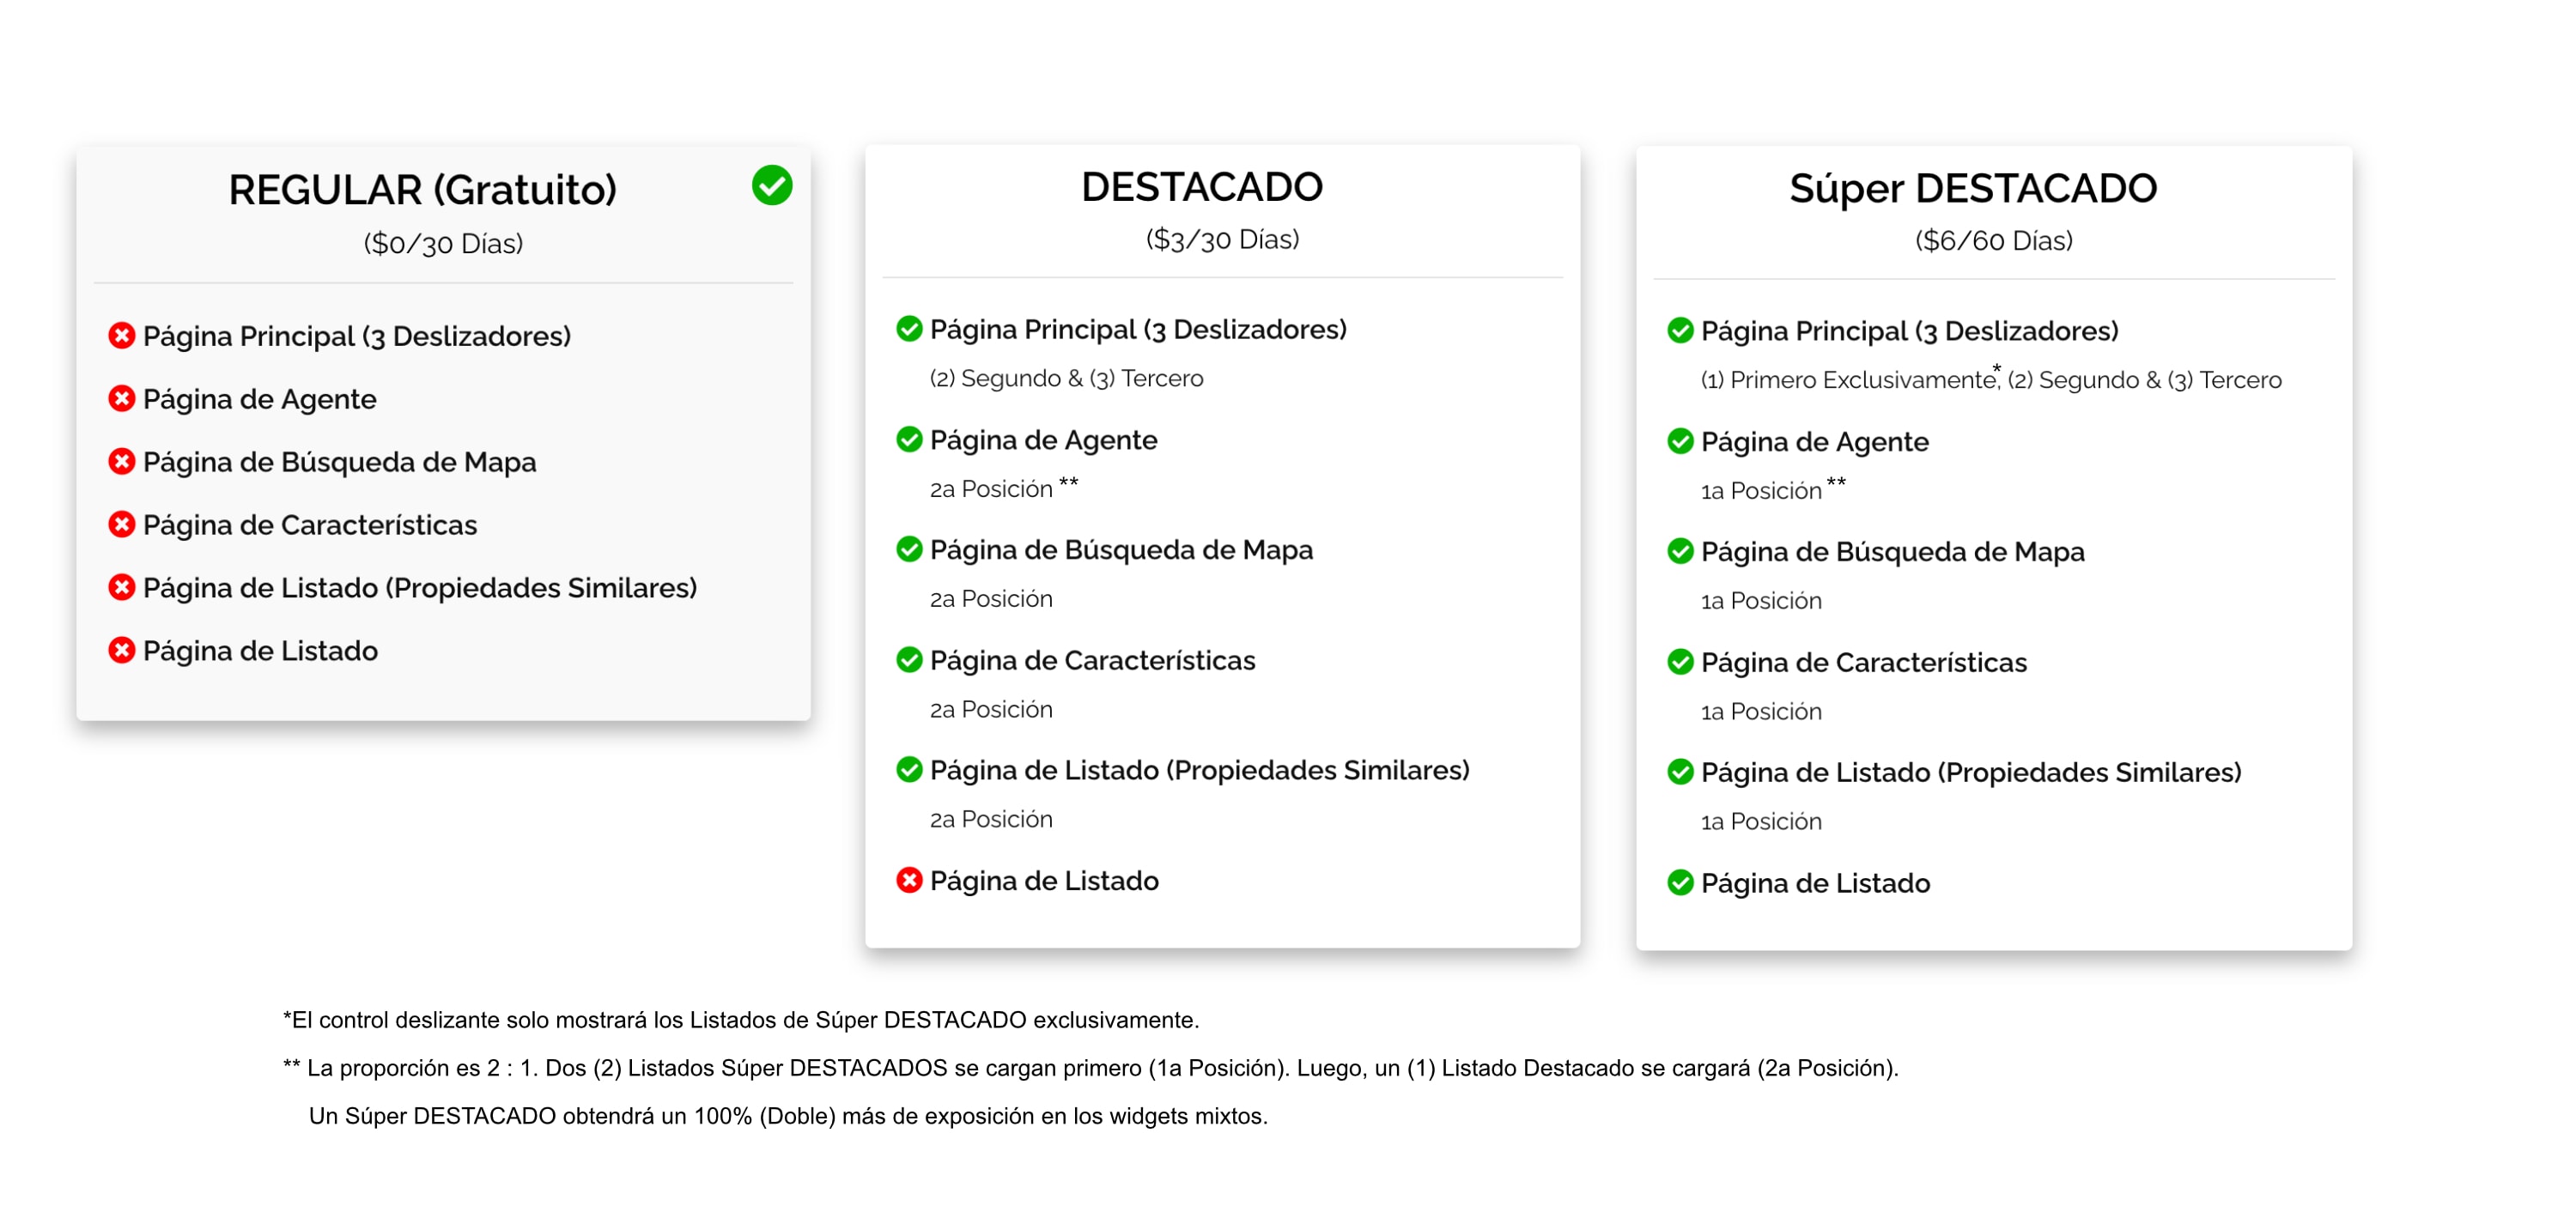 REGULAR (Gratuito)
($0/30 Días)
Página Principal (3 Deslizadores)
Página de Agente
Página de Búsqueda de Mapa
Página de Características
Página de Listado (Propiedades Similares)
Página de Listado
DESTACADO
($3/30 Días)
Página Principal (3 Deslizadores)
(2) Segundo & (3) Tercero
Página de Agente
2a Posición **
Página de Búsqueda de Mapa
2a Posición
Página de Características
2a Posición
Página de Listado (Propiedades Similares)
2a Posición
Página de Listado
Súper DESTACADO
($6/60 Días)
Página Principal (3 Deslizadores)
(1) Primero Exclusivamente*, (2) Segundo & (3) Tercero
Página de Agente
1a Posición **
Página de Búsqueda de Mapa
1a Posición
Página de Características
1a Posición
Página de Listado (Propiedades Similares)
1a Posición
Página de Listado
*El control deslizante solo mostrará los Listados de Súper DESTACADO exclusivamente.
** La proporción es 2 : 1. Dos (2) Listados Súper DESTACADOS se cargan primero (1a Posición). Luego, un (1) Listado Destacado se cargará (2a Posición).
Un Súper DESTACADO obtendrá un 100% (Doble) más de exposición en los widgets mixtos.